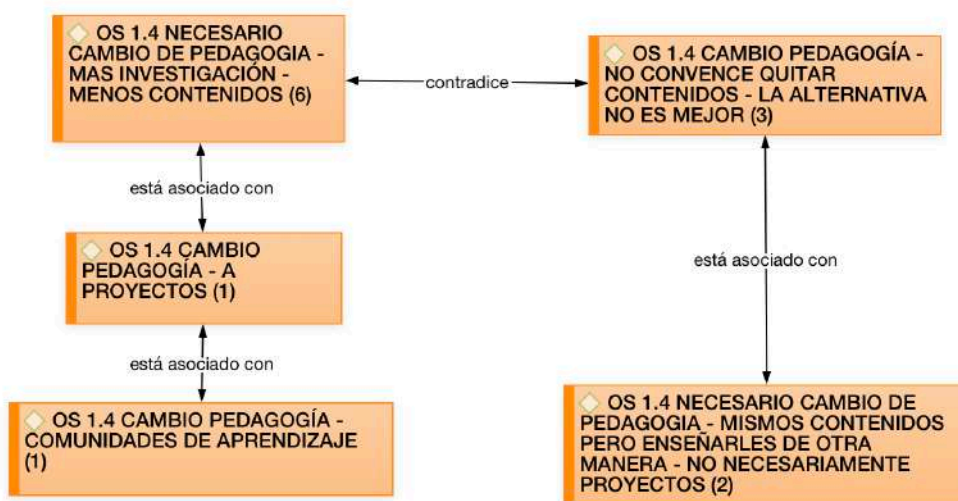 OS 1.4 NECESARIO
CAMBIO DE PEDAGOGIA -
MAS INVESTIGACIÓN -
MENOS CONTENIDOS (6)
contradice
OS 1.4 CAMBIO PEDAGOGÍA -
NO CONVENCE QUITAR
CONTENIDOS - LA ALTERNATIVA
NO ES MEJOR (3)
está asociado con
OS 1.4 CAMBIO
PEDAGOGÍA - A
PROYECTOS (1)
está asociado con
está asociado con
OS 1.4 CAMBIO PEDAGOGÍA -
COMUNIDADES DE APRENDIZAJE
(1)
OS 1.4 NECESARIO CAMBIO DE
PEDAGOGIA - MISMOS CONTENIDOS
PERO ENSEÑARLES DE OTRA
MANERA - NO NECESARIAMENTE
PROYECTOS (2)